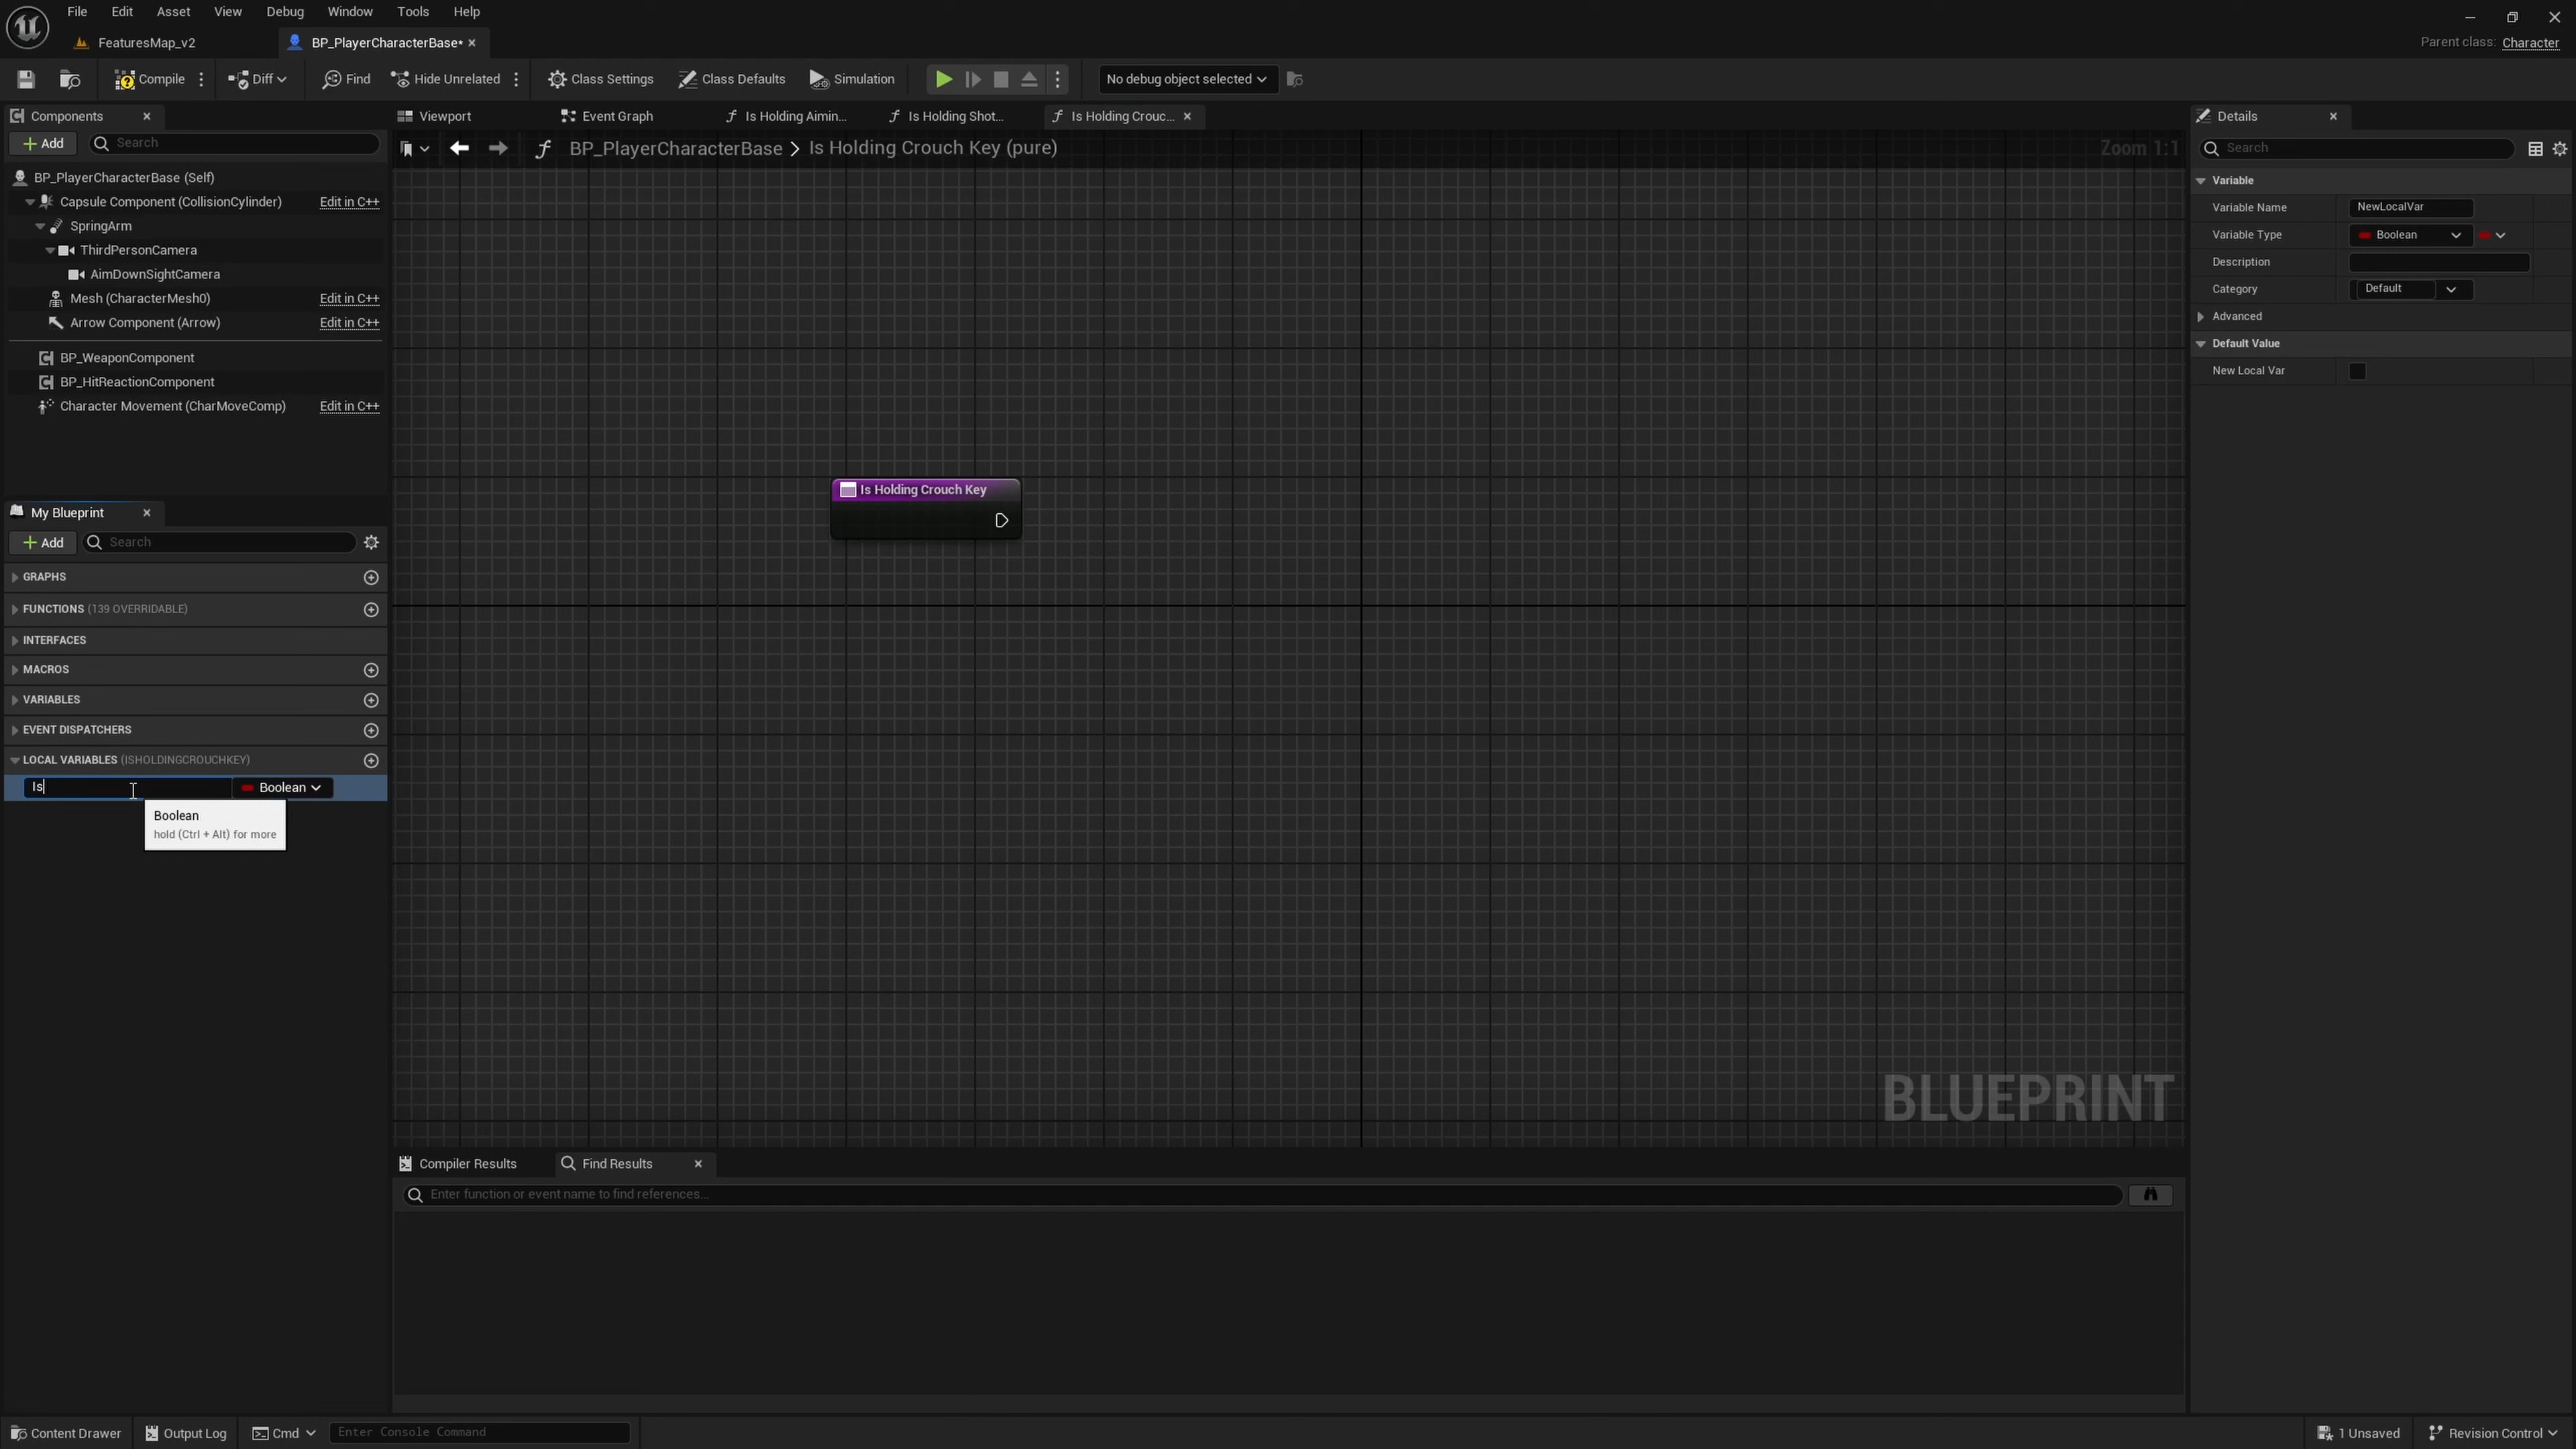 File Edit Asset View Debug Window Tools Help
FeaturesMap_v2 BP_PlayerCharacterBase*
Parent class: Character
Compile Diff Find Hide Unrelated Class Settings Class Defaults Simulation No debug object selected
Components
Add Search
BP_PlayerCharacterBase (Self)
Capsule Component (CollisionCylinder) Edit in C++
SpringArm
ThirdPersonCamera
AimDownSightCamera
Mesh (CharacterMesh0) Edit in C++
Arrow Component (Arrow) Edit in C++
BP_WeaponComponent
BP_HitReactionComponent
Character Movement (CharMoveComp) Edit in C++
My Blueprint
Add Search
GRAPHS
FUNCTIONS (139 OVERRIDABLE)
INTERFACES
MACROS
VARIABLES
EVENT DISPATCHERS
LOCAL VARIABLES (ISHOLDINGCROUCHKEY)
Is Boolean
Boolean
hold (Ctrl + Alt) for more
Viewport Event Graph Is Holding Aimin... Is Holding Shot... Is Holding Crouc...
BP_PlayerCharacterBase > Is Holding Crouch Key (pure)
Zoom 1:1
Is Holding Crouch Key
BLUEPRINT
Compiler Results Find Results
Enter function or event name to find references...
Details
Search
Variable
Variable Name NewLocalVar
Variable Type Boolean
Description
Category Default
Advanced
Default Value
New Local Var
Content Drawer Output Log Cmd Enter Console Command
1 Unsaved Revision Control